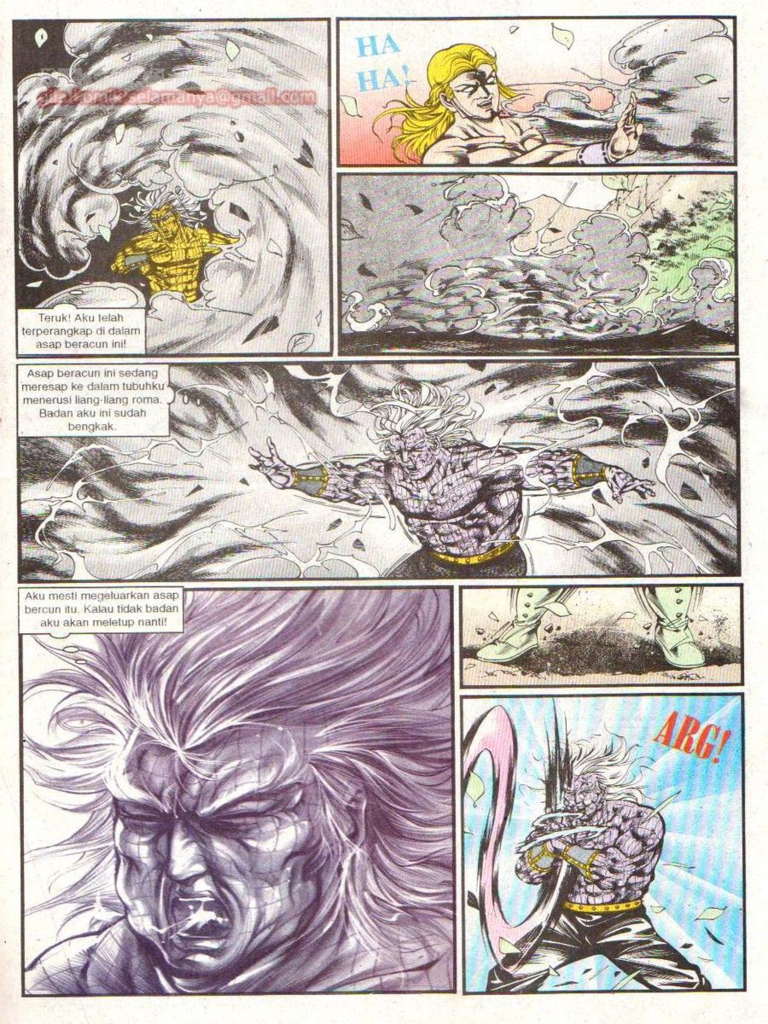 HA
HA!
Teruk! Aku telah
terperangkap di dalam
asap beracun ini!
Asap beracun ini sedang
meresap ke dalam tubuhku
menerusi liang-liang roma.
Badan aku ini sudah
bengkak.
Aku mesti megeluarkan asap
bercun itu. Kalau tidak badan
aku akan meletup nanti!
ARG!